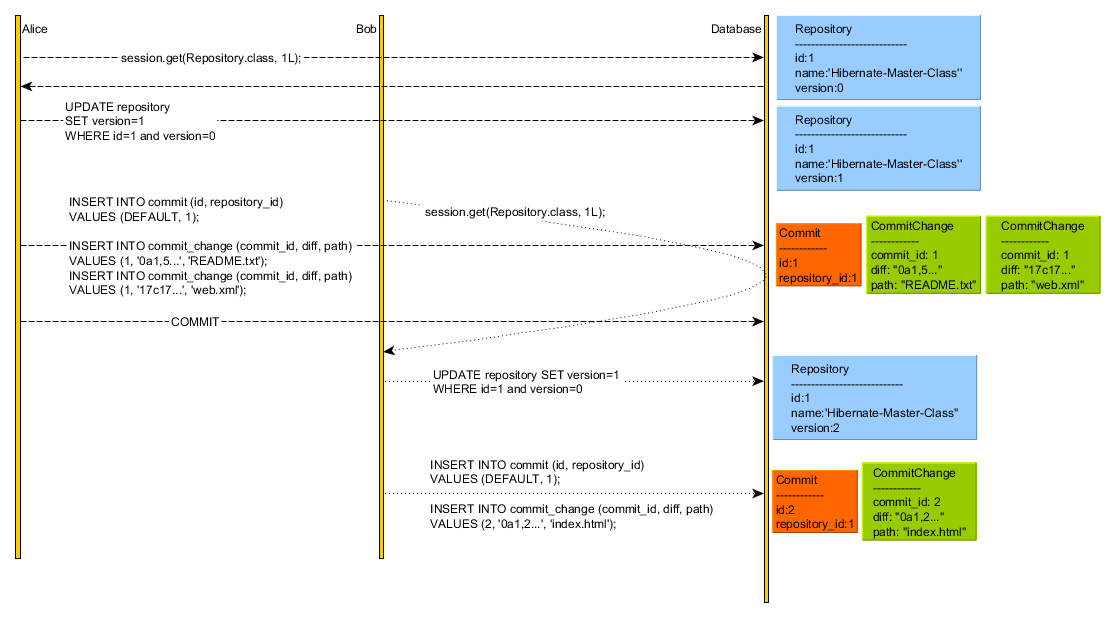 Alice
Bob
Database
session.get(Repository.class, 1L);
Repository
----------------------------
id:1
name:'Hibernate-Master-Class''
version:0
UPDATE repository
SET version=1
WHERE id=1 and version=0
Repository
----------------------------
id:1
name:'Hibernate-Master-Class''
version:1
INSERT INTO commit (id, repository_id)
VALUES (DEFAULT, 1);
session.get(Repository.class, 1L);
INSERT INTO commit_change (commit_id, diff, path)
VALUES (1, '0a1,5...', 'README.txt');
INSERT INTO commit_change (commit_id, diff, path)
VALUES (1, '17c17...', 'web.xml');
Commit
------------
id:1
repository_id:1
CommitChange
------------
commit_id: 1
diff: "0a1,5..."
path: "README.txt"
CommitChange
------------
commit_id: 1
diff: "17c17..."
path: "web.xml"
COMMIT
UPDATE repository SET version=1
WHERE id=1 and version=0
Repository
----------------------------
id:1
name:'Hibernate-Master-Class''
version:2
INSERT INTO commit (id, repository_id)
VALUES (DEFAULT, 1);
INSERT INTO commit_change (commit_id, diff, path)
VALUES (2, '0a1,2...', 'index.html');
Commit
------------
id:2
repository_id:1
CommitChange
------------
commit_id: 2
diff: "0a1,2..."
path: "index.html"